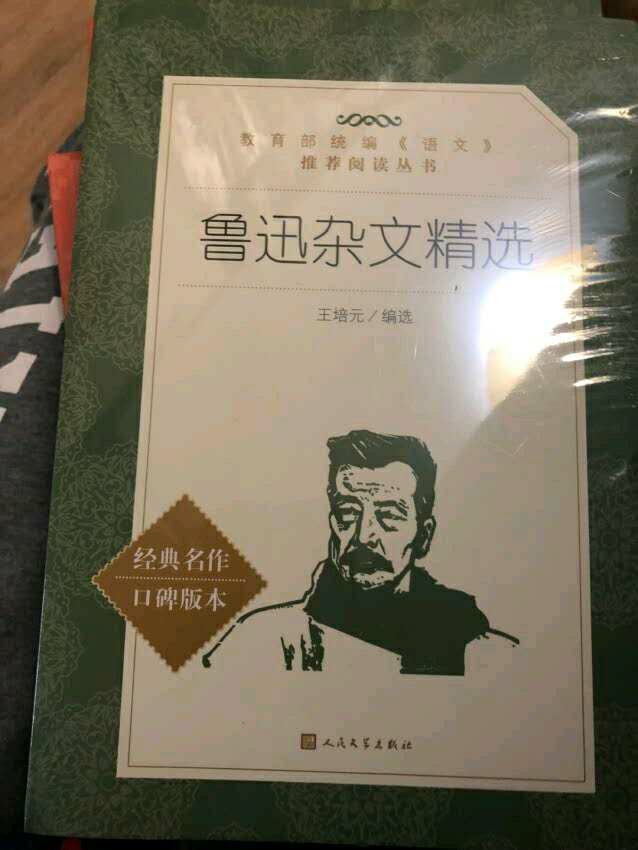 教育部统编《语文》
推荐阅读丛书
鲁迅杂文精选
王培元/编选
经典名作
口碑版本
人民文学出版社